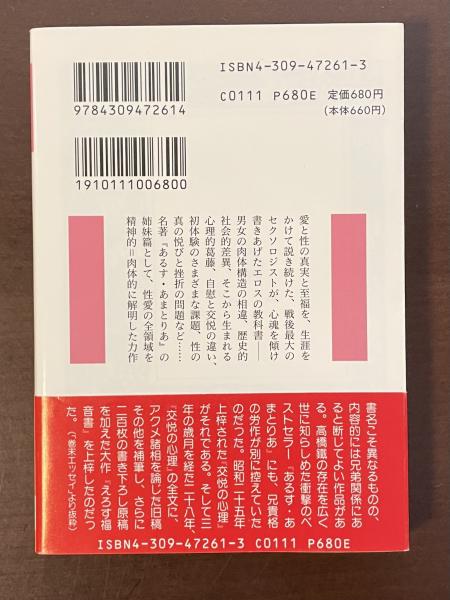 ISBN4-309-47261-3
C0111 P680E 定価680円
(本体660円)
9784309472614
1910111006800
愛と性の真実と至福を、生涯を
かけて説き続けた、戦後最大の
セクソロジストが、心魂を傾け
書きあげたエロスの教科書——
男女の肉体構造の相違、歴史的
社会的差異、そこから生まれる
心理的葛藤、自慰と交悦の違い、
初体験のさまざまな課題、性の
真の悦びと挫折の問題など……
名著『あるす・あまとりあ』の
姉妹篇として、性愛の全領域を
精神的＝肉体的に解明した力作
書名こそ異なるものの、
内容的には兄弟関係にあ
ると断じてよい作品があ
る。高橋鐵の存在を広く
世に知らしめた衝撃のベ
ストセラー『あるす・あ
まとりあ』にも、兄貴格
の労作が別に控えていた
のだった。昭和二十五年
上梓された『交悦の心理』
がそれである。そして三
年の歳月を経た二十八年、
『交悦の心理』の全文に、
アクメ諸相を論じた旧稿
その他を補筆し、さらに
二百枚の書き下ろし原稿
を加えた大作『えろす福
音書』を上梓したのだっ
た。(「巻末エッセイ」より抜粋)
ISBN4-309-47261-3 C0111 P680E